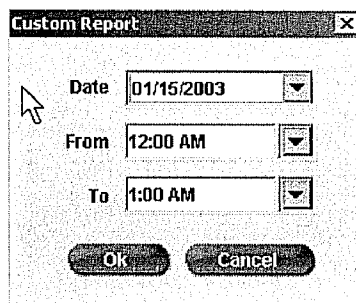 Custom Report
Date 01/15/2003
From 12:00 AM
To 1:00 AM
Ok Cancel